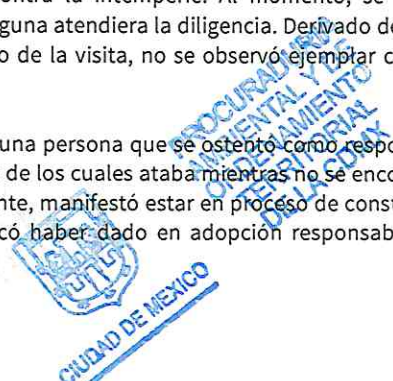 contra la intemperie. Al momento, se
guna atendiera la diligencia. Derivado de
o de la visita, no se observó ejemplar c
una persona que se ostentó como respo
de los cuales ataba mientras no se enco
nte, manifestó estar en proceso de const
có haber dado en adopción responsab
PROCURADURÍA
AMBIENTAL Y DE
ORDENAMIENTO
TERRITORIAL
DE LA CDMX
CIUDAD DE MÉXICO